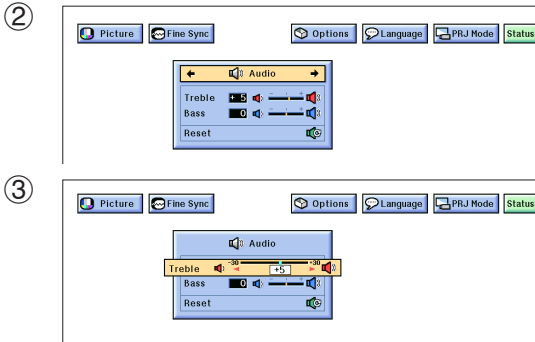 ②
Picture Fine Sync Options Language PRJ Mode Status
Audio
Treble + 5 - +
Bass 0 - +
Reset
③
Picture Fine Sync Options Language PRJ Mode Status
Audio
-30 +30
Treble +5
Bass 0 - +
Reset